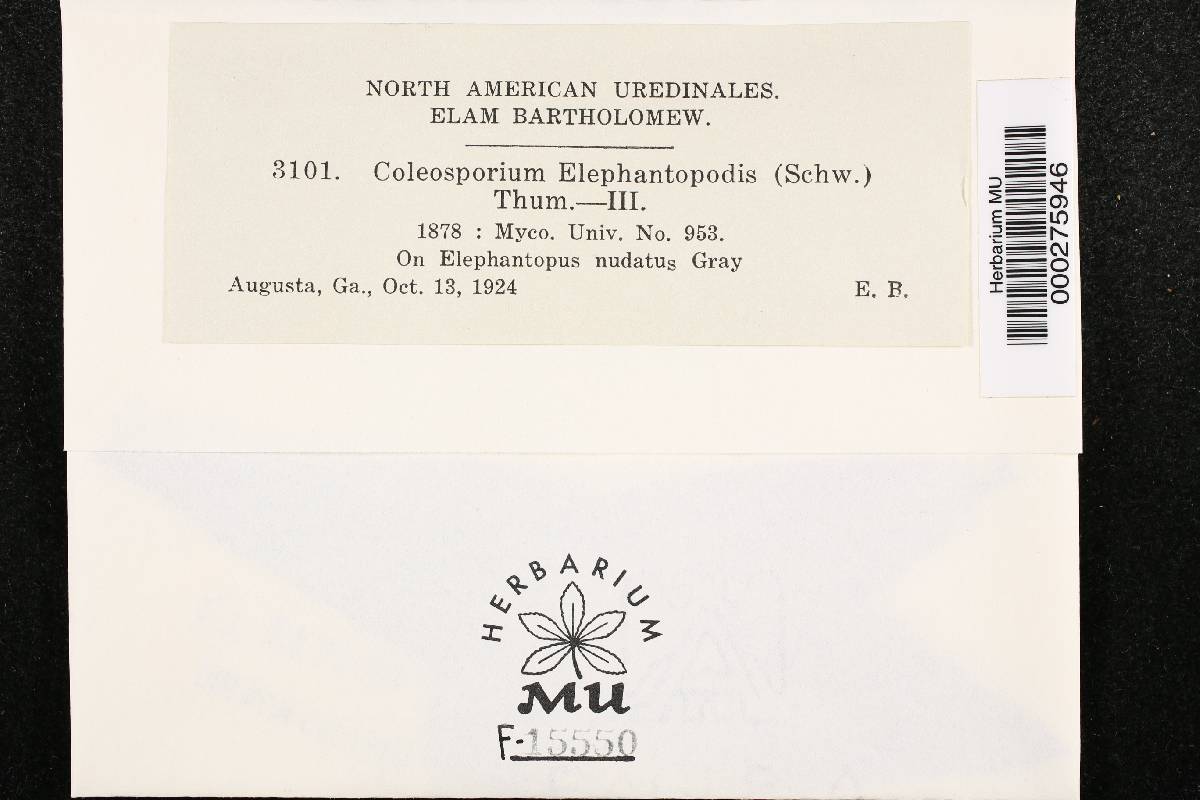 NORTH AMERICAN UREDINALES.
ELAM BARTHOLOMEW.
3101. Coleosporium Elephantopodis (Schw.)
Thum.—III.
1878 : Myco. Univ. No. 953.
On Elephantopus nudatus Gray
Augusta, Ga., Oct. 13, 1924 E. B.
Herbarium MU
000275946
HERBARIUM
MU
F-15550